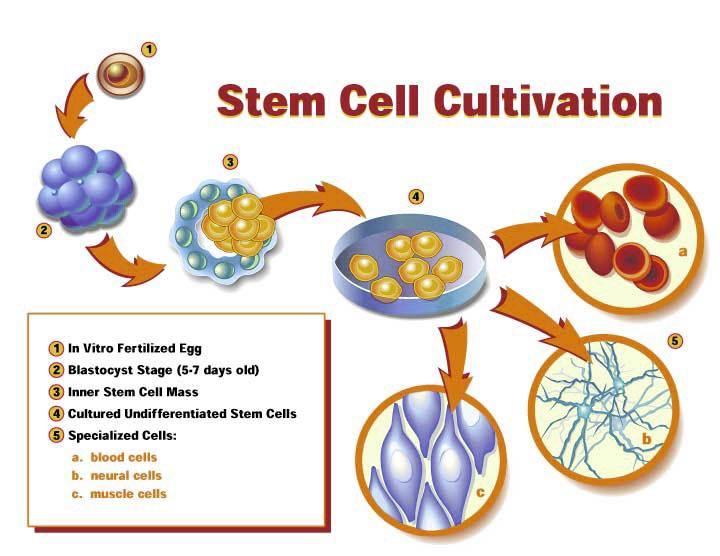 1
Stem Cell Cultivation
3
4
2
a
5
b
c
1 In Vitro Fertilized Egg
2 Blastocyst Stage (5-7 days old)
3 Inner Stem Cell Mass
4 Cultured Undifferentiated Stem Cells
5 Specialized Cells:
a. blood cells
b. neural cells
c. muscle cells